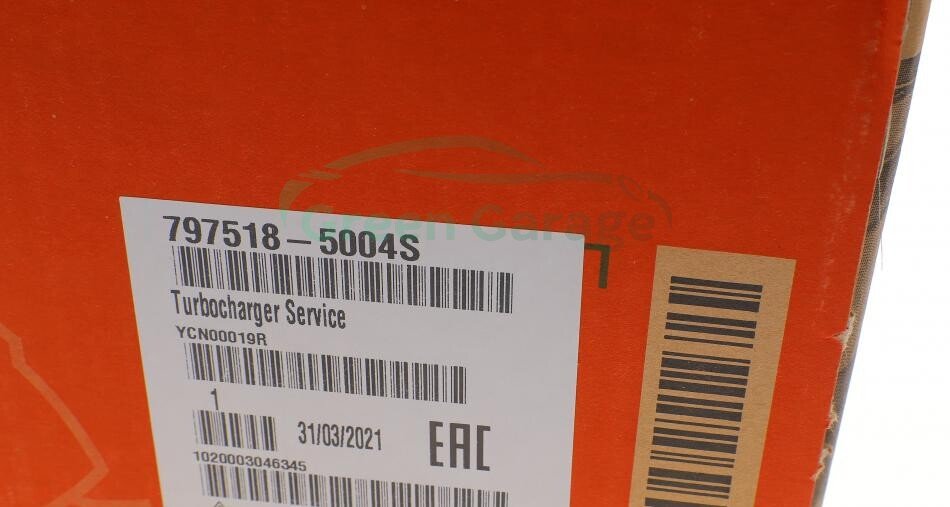 Green Garage
797518-5004S
Turbocharger Service
YCN00019R
1
31/03/2021
EAC
1020003046345